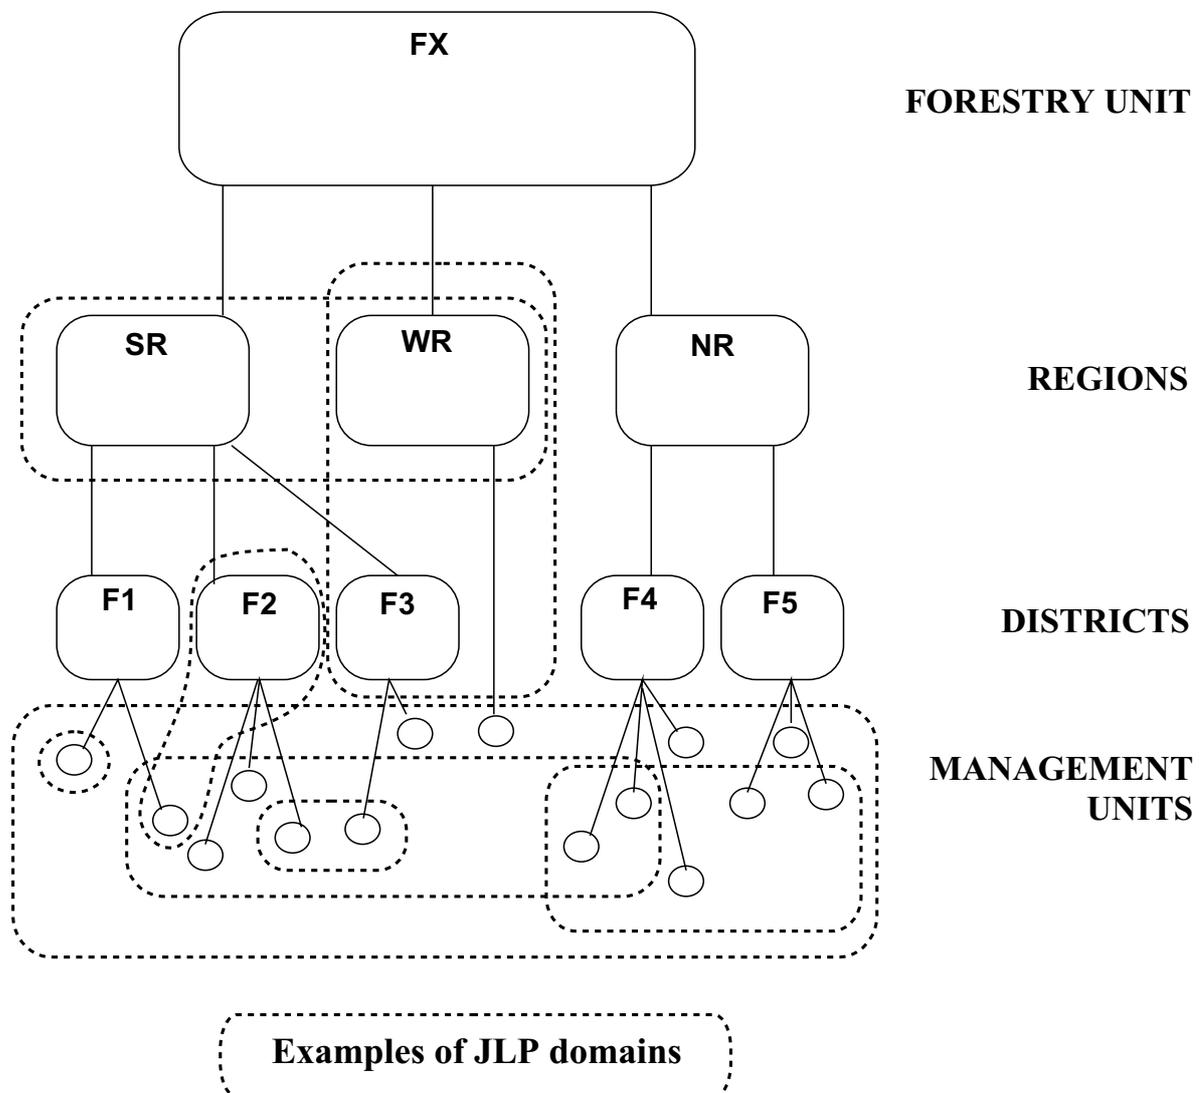 FX
FORESTRY UNIT
SR
WR
NR
REGIONS
F1
F2
F3
F4
F5
DISTRICTS
MANAGEMENT
UNITS
Examples of JLP domains